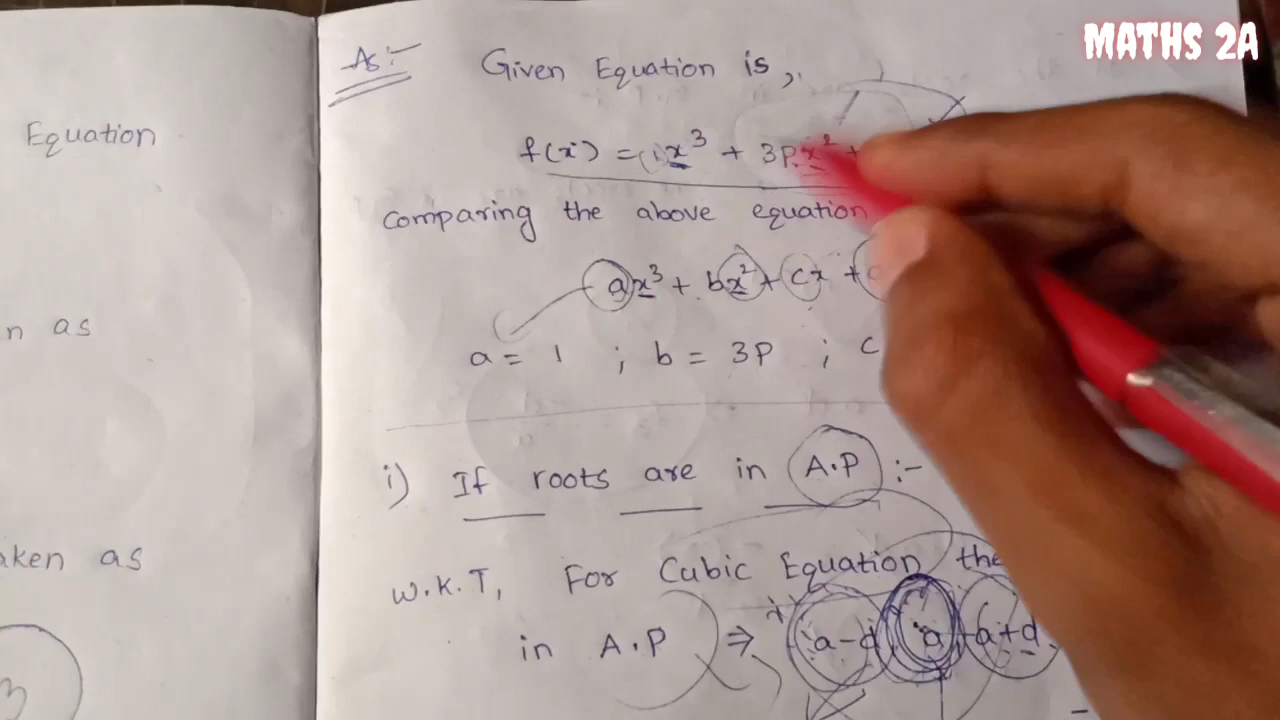 MATHS 2A
As:-
Given Equation is,
Equation
f(x) = (1)x³ + 3px² +
comparing the above equation
ax³ + bx² + cx +
n as
a = 1 ; b = 3P ; c
i) If roots are in A.P :-
aken as
W.K.T, For Cubic Equation the
in A.P ⇒ a-d, a, a+d